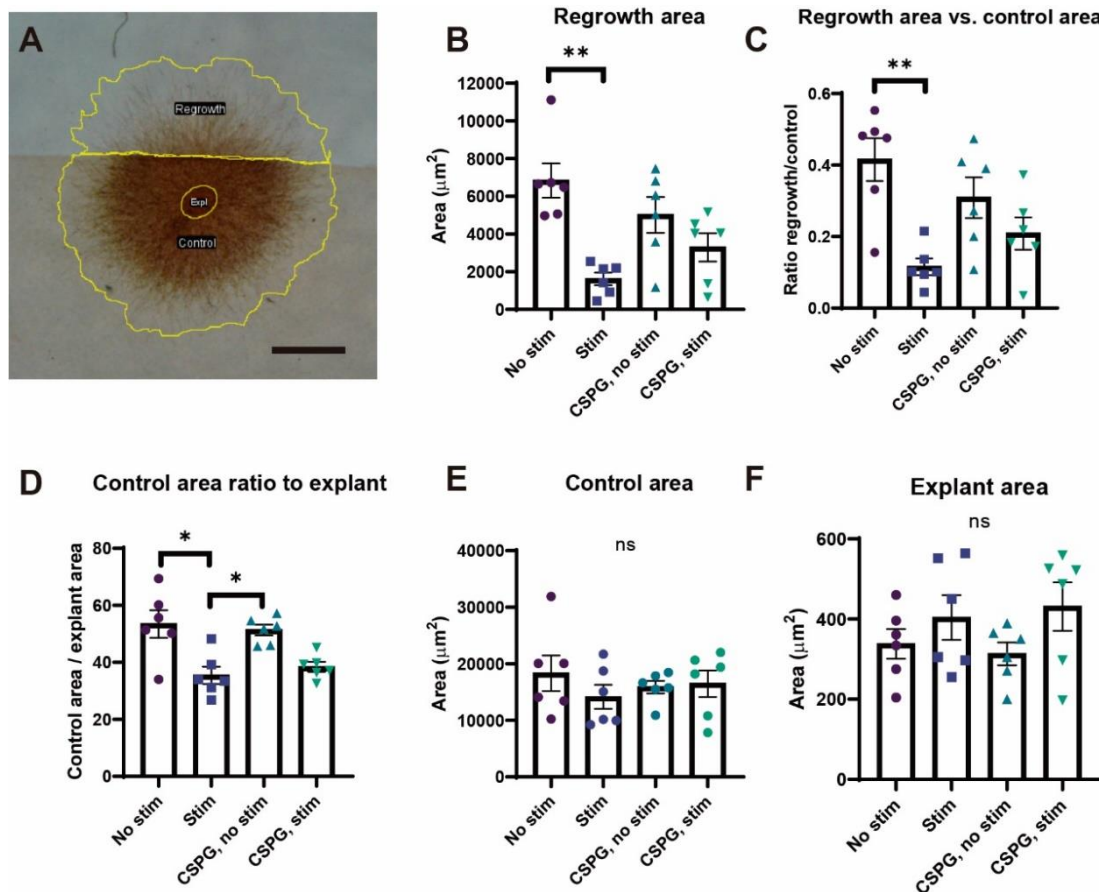 A
Regrowth
Expl
Control
B
Regrowth area
**
Area (μm²)
12000
10000
8000
6000
4000
2000
0
No stim
Stim
CSPG, no stim
CSPG, stim
C
Regrowth area vs. control area
**
Ratio regrowth/control
0.6
0.4
0.2
0.0
No stim
Stim
CSPG, no stim
CSPG, stim
D
Control area ratio to explant
*
*
Control area / explant area
80
60
40
20
0
No stim
Stim
CSPG, no stim
CSPG, stim
E
Control area
ns
Area (μm²)
40000
30000
20000
10000
0
No stim
Stim
CSPG, no stim
CSPG, stim
F
Explant area
ns
Area (μm²)
600
400
200
0
No stim
Stim
CSPG, no stim
CSPG, stim